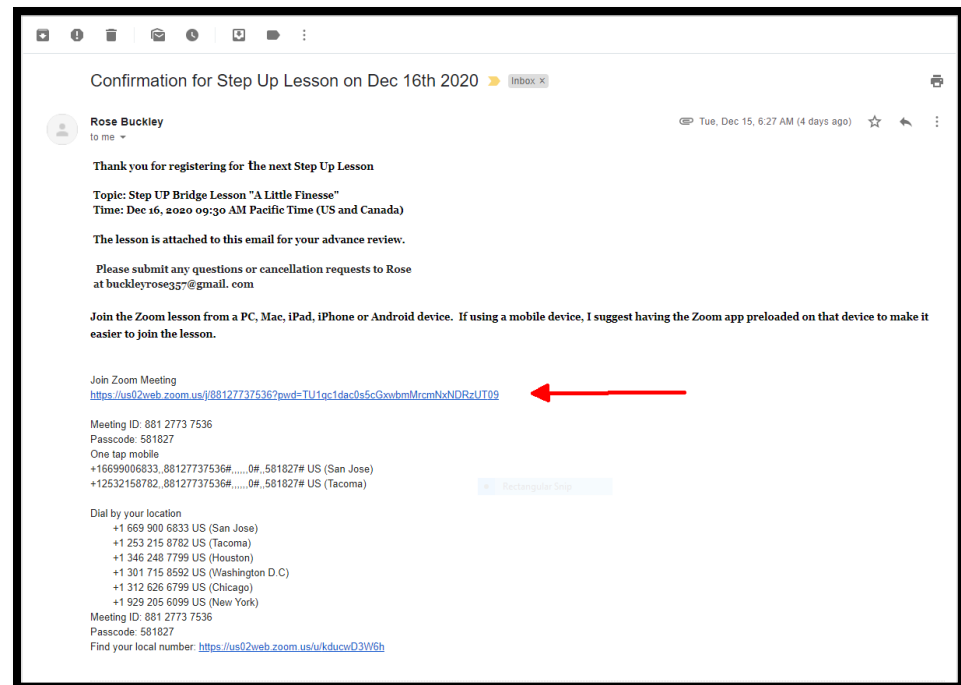 Confirmation for Step Up Lesson on Dec 16th 2020 Inbox ×
Rose Buckley
Tue, Dec 15, 6:27 AM (4 days ago)
to me
Thank you for registering for the next Step Up Lesson
Topic: Step UP Bridge Lesson "A Little Finesse"
Time: Dec 16, 2020 09:30 AM Pacific Time (US and Canada)
The lesson is attached to this email for your advance review.
Please submit any questions or cancellation requests to Rose
at buckleyrose357@gmail. com
Join the Zoom lesson from a PC, Mac, iPad, iPhone or Android device.  If using a mobile device, I suggest having the Zoom app preloaded on that device to make it
easier to join the lesson.
Join Zoom Meeting
https://us02web.zoom.us/j/88127737536?pwd=TU1qc1dac0s5cGxwbmMrcmNxNDRzUT09
Meeting ID: 881 2773 7536
Passcode: 581827
One tap mobile
+16699006833,,88127737536#,,,,,,0#,,581827# US (San Jose)
+12532158782,,88127737536#,,,,,,0#,,581827# US (Tacoma)
Rectangular Snip
Dial by your location
+1 669 900 6833 US (San Jose)
+1 253 215 8782 US (Tacoma)
+1 346 248 7799 US (Houston)
+1 301 715 8592 US (Washington D.C)
+1 312 626 6799 US (Chicago)
+1 929 205 6099 US (New York)
Meeting ID: 881 2773 7536
Passcode: 581827
Find your local number: https://us02web.zoom.us/u/kducwD3W6h